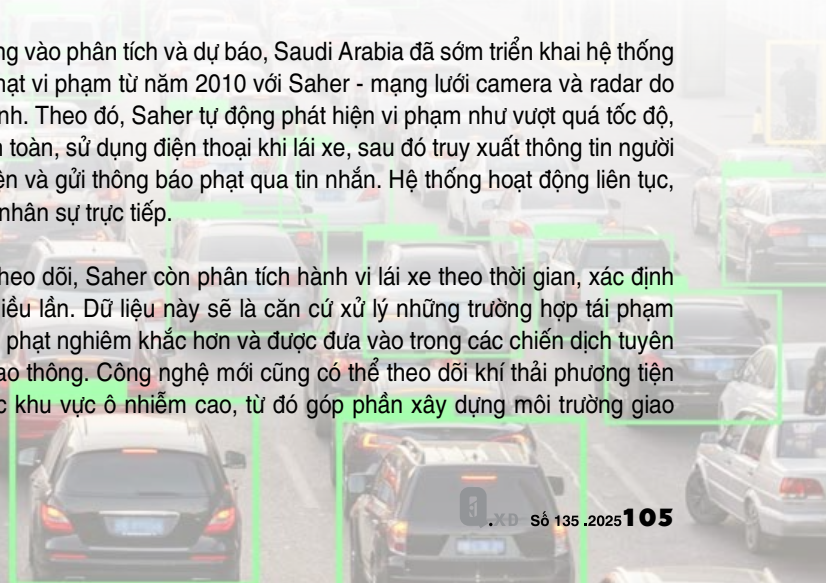 ng vào phân tích và dự báo, Saudi Arabia đã sớm triển khai hệ thống
hạt vi phạm từ năm 2010 với Saher - mạng lưới camera và radar do
nh. Theo đó, Saher tự động phát hiện vi phạm như vượt quá tốc độ,
n toàn, sử dụng điện thoại khi lái xe, sau đó truy xuất thông tin người
ện và gửi thông báo phạt qua tin nhắn. Hệ thống hoạt động liên tục,
nhân sự trực tiếp.
heo dõi, Saher còn phân tích hành vi lái xe theo thời gian, xác định
iều lần. Dữ liệu này sẽ là căn cứ xử lý những trường hợp tái phạm
phạt nghiêm khắc hơn và được đưa vào trong các chiến dịch tuyên
ao thông. Công nghệ mới cũng có thể theo dõi khí thải phương tiện
c khu vực ô nhiễm cao, từ đó góp phần xây dựng môi trường giao
.XD Số 135 .2025 105